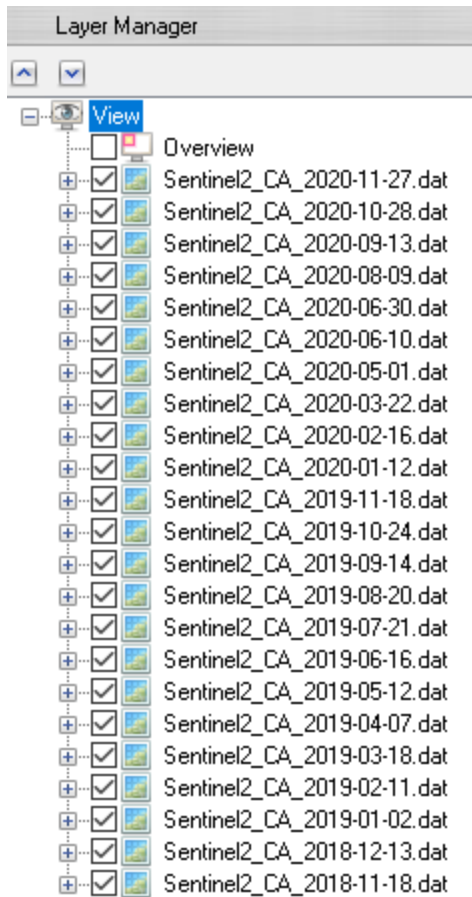 Layer Manager
View
Overview
Sentinel2_CA_2020-11-27.dat
Sentinel2_CA_2020-10-28.dat
Sentinel2_CA_2020-09-13.dat
Sentinel2_CA_2020-08-09.dat
Sentinel2_CA_2020-06-30.dat
Sentinel2_CA_2020-06-10.dat
Sentinel2_CA_2020-05-01.dat
Sentinel2_CA_2020-03-22.dat
Sentinel2_CA_2020-02-16.dat
Sentinel2_CA_2020-01-12.dat
Sentinel2_CA_2019-11-18.dat
Sentinel2_CA_2019-10-24.dat
Sentinel2_CA_2019-09-14.dat
Sentinel2_CA_2019-08-20.dat
Sentinel2_CA_2019-07-21.dat
Sentinel2_CA_2019-06-16.dat
Sentinel2_CA_2019-05-12.dat
Sentinel2_CA_2019-04-07.dat
Sentinel2_CA_2019-03-18.dat
Sentinel2_CA_2019-02-11.dat
Sentinel2_CA_2019-01-02.dat
Sentinel2_CA_2018-12-13.dat
Sentinel2_CA_2018-11-18.dat